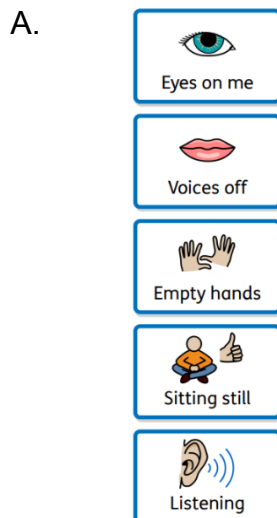 A.
Eyes on me
Voices off
Empty hands
Sitting still
Listening